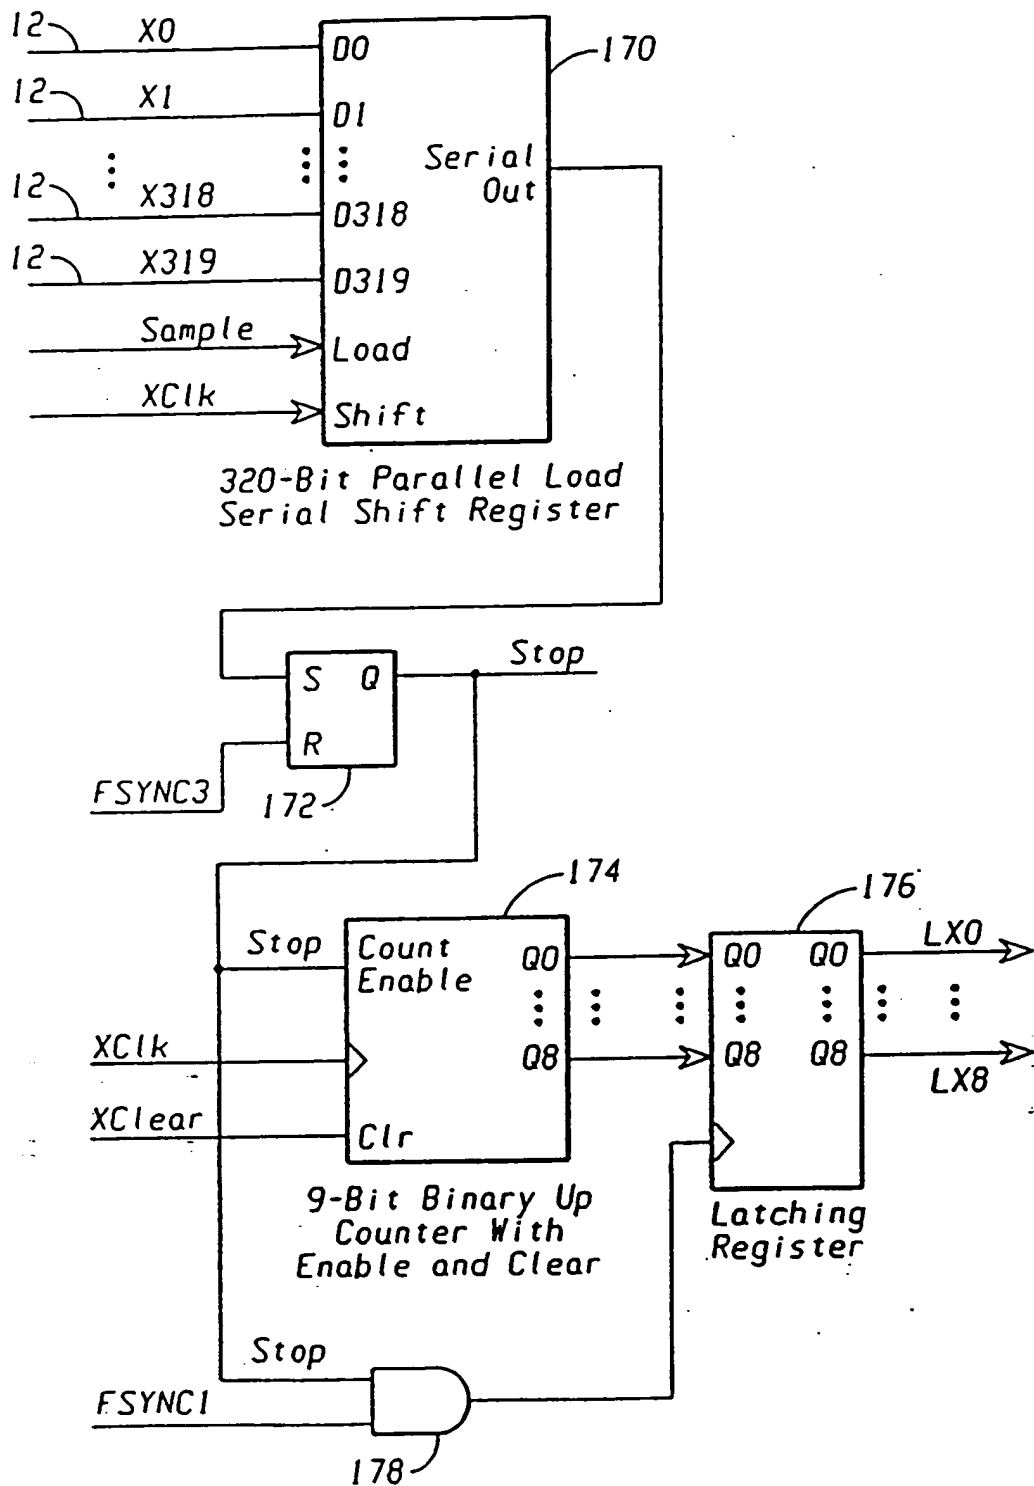 12 X0 D0 170
12 X1 D1
Serial
Out
12 X318 D318
12 X319 D319
Sample Load
XClk Shift
320-Bit Parallel Load
Serial Shift Register
S Q Stop
R
FSYNC3 172
174 176
Stop Count
Enable Q0 Q0 Q0 LX0
XClk Q8 Q8 Q8 LX8
XClear Clr
9-Bit Binary Up
Counter With
Enable and Clear
Latching
Register
Stop
FSYNC1
178